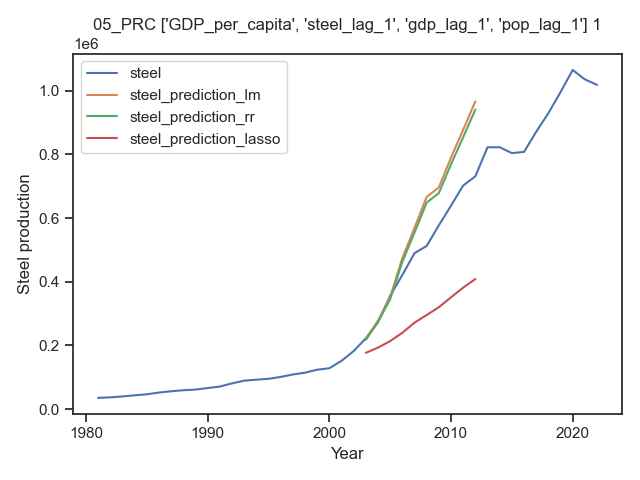 05_PRC ['GDP_per_capita', 'steel_lag_1', 'gdp_lag_1', 'pop_lag_1'] 1
1e6
steel
steel_prediction_lm
steel_prediction_rr
steel_prediction_lasso
1.0
0.8
0.6
0.4
0.2
0.0
Steel production
1980
1990
2000
2010
2020
Year